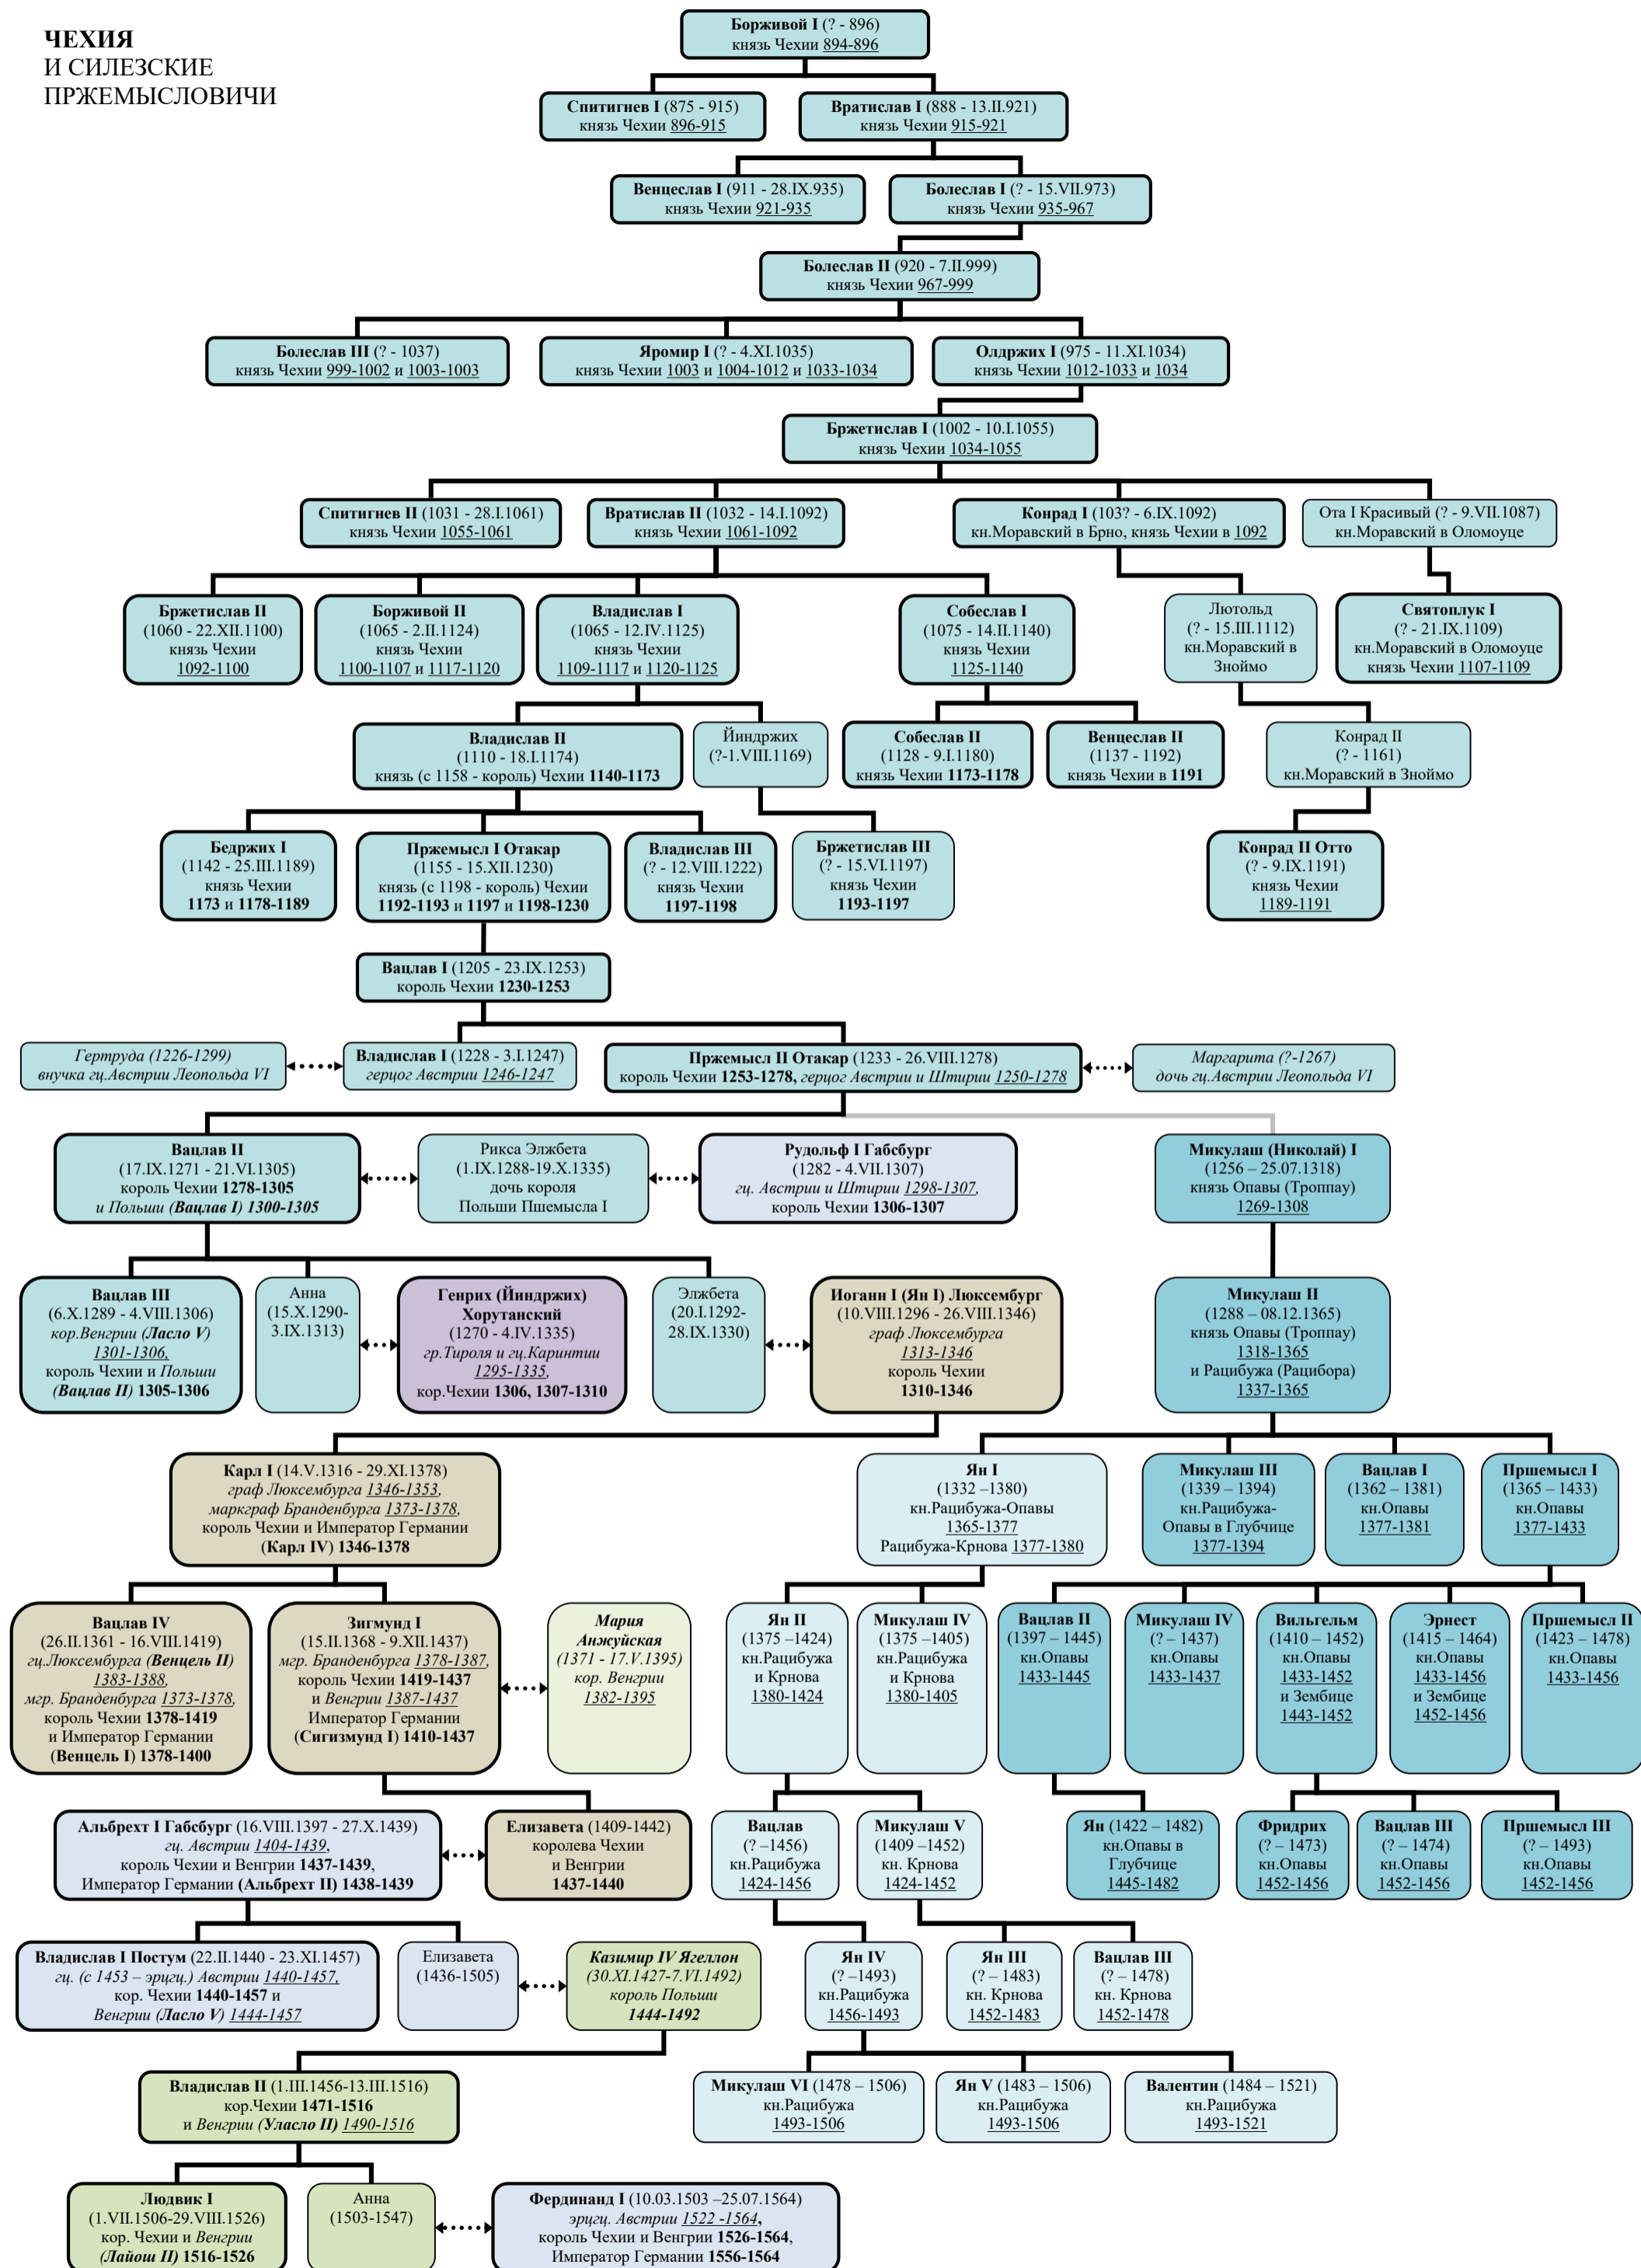 ЧЕХИЯ
И СИЛЕЗСКИЕ
ПРЖЕМЫСЛОВИЧИ
Борживой I (? - 896)
князь Чехии 894-896
Спитигнев I (875 - 915)
князь Чехии 896-915
Вратислав I (888 - 13.II.921)
князь Чехии 915-921
Венцеслав I (911 - 28.IX.935)
князь Чехии 921-935
Болеслав I (? - 15.VII.973)
князь Чехии 935-967
Болеслав II (920 - 7.II.999)
князь Чехии 967-999
Болеслав III (? - 1037)
князь Чехии 999-1002 и 1003-1003
Яромир I (? - 4.XI.1035)
князь Чехии 1003 и 1004-1012 и 1033-1034
Олдржих I (975 - 11.XI.1034)
князь Чехии 1012-1033 и 1034
Бржетислав I (1002 - 10.I.1055)
князь Чехии 1034-1055
Спитигнев II (1031 - 28.I.1061)
князь Чехии 1055-1061
Вратислав II (1032 - 14.I.1092)
князь Чехии 1061-1092
Конрад I (103? - 6.IX.1092)
кн.Моравский в Брно, князь Чехии в 1092
Ота I Красивый (? - 9.VII.1087)
кн.Моравский в Оломоуце
Бржетислав II
(1060 - 22.XII.1100)
князь Чехии
1092-1100
Борживой II
(1065 - 2.II.1124)
князь Чехии
1100-1107 и 1117-1120
Владислав I
(1065 - 12.IV.1125)
князь Чехии
1109-1117 и 1120-1125
Собеслав I
(1075 - 14.II.1140)
князь Чехии
1125-1140
Лютольд
(? - 15.III.1112)
кн.Моравский в
Зноймо
Святоплук I
(? - 21.IX.1109)
кн.Моравский в Оломоуце
князь Чехии 1107-1109
Владислав II
(1110 - 18.I.1174)
князь (с 1158 - король) Чехии 1140-1173
Йиндржих
(?-1.VIII.1169)
Собеслав II
(1128 - 9.I.1180)
князь Чехии 1173-1178
Венцеслав II
(1137 - 1192)
князь Чехии в 1191
Конрад II
(? - 1161)
кн.Моравский в Зноймо
Бедржих I
(1142 - 25.III.1189)
князь Чехии
1173 и 1178-1189
Пржемысл I Отакар
(1155 - 15.XII.1230)
князь (с 1198 - король) Чехии
1192-1193 и 1197 и 1198-1230
Владислав III
(? - 12.VIII.1222)
князь Чехии
1197-1198
Бржетислав III
(? - 15.VI.1197)
князь Чехии
1193-1197
Конрад II Отто
(? - 9.IX.1191)
князь Чехии
1189-1191
Вацлав I (1205 - 23.IX.1253)
король Чехии 1230-1253
Гертруда (1226-1299)
внучка гц.Австрии Леопольда VI
Владислав I (1228 - 3.I.1247)
герцог Австрии 1246-1247
Пржемысл II Отакар (1233 - 26.VIII.1278)
король Чехии 1253-1278, герцог Австрии и Штирии 1250-1278
Маргарита (?-1267)
дочь гц.Австрии Леопольда VI
Вацлав II
(17.IX.1271 - 21.VI.1305)
король Чехии 1278-1305
и Польши (Вацлав I) 1300-1305
Рикса Элжбета
(1.IX.1288-19.X.1335)
дочь короля
Польши Пшемысла I
Рудольф I Габсбург
(1282 - 4.VII.1307)
гц. Австрии и Штирии 1298-1307,
король Чехии 1306-1307
Микулаш (Николай) I
(1256 – 25.07.1318)
князь Опавы (Троппау)
1269-1308
Вацлав III
(6.X.1289 - 4.VIII.1306)
кор.Венгрии (Ласло V)
1301-1306,
король Чехии и Польши
(Вацлав II) 1305-1306
Анна
(15.X.1290-
3.IX.1313)
Генрих (Йиндржих)
Хорутанский
(1270 - 4.IV.1335)
гр.Тироля и гц.Каринтии
1295-1335,
кор.Чехии 1306, 1307-1310
Элжбета
(20.I.1292-
28.IX.1330)
Иоганн I (Ян I) Люксембург
(10.VIII.1296 - 26.VIII.1346)
граф Люксембурга
1313-1346
король Чехии
1310-1346
Микулаш II
(1288 – 08.12.1365)
князь Опавы (Троппау)
1318-1365
и Рацибужа (Рацибора)
1337-1365
Карл I (14.V.1316 - 29.XI.1378)
граф Люксембурга 1346-1353,
маркграф Бранденбурга 1373-1378,
король Чехии и Император Германии
(Карл IV) 1346-1378
Ян I
(1332 –1380)
кн.Рацибужа-Опавы
1365-1377
Рацибужа-Крнова 1377-1380
Микулаш III
(1339 – 1394)
кн.Рацибужа-
Опавы в Глубчице
1377-1394
Вацлав I
(1362 – 1381)
кн.Опавы
1377-1381
Пршемысл I
(1365 – 1433)
кн.Опавы
1377-1433
Вацлав IV
(26.II.1361 - 16.VIII.1419)
гц.Люксембурга (Венцель II)
1383-1388,
мгр. Бранденбурга 1373-1378,
король Чехии 1378-1419
и Император Германии
(Венцель I) 1378-1400
Зигмунд I
(15.II.1368 - 9.XII.1437)
мгр. Бранденбурга 1378-1387,
король Чехии 1419-1437
и Венгрии 1387-1437
Император Германии
(Сигизмунд I) 1410-1437
Мария
Анжуйская
(1371 - 17.V.1395)
кор. Венгрии
1382-1395
Ян II
(1375 –1424)
кн.Рацибужа
и Крнова
1380-1424
Микулаш IV
(1375 –1405)
кн.Рацибужа
и Крнова
1380-1405
Вацлав II
(1397 – 1445)
кн.Опавы
1433-1445
Микулаш IV
(? – 1437)
кн.Опавы
1433-1437
Вильгельм
(1410 – 1452)
кн.Опавы
1433-1452
и Зембице
1443-1452
Эрнест
(1415 – 1464)
кн.Опавы
1433-1456
и Зембице
1452-1456
Пршемысл II
(1423 – 1478)
кн.Опавы
1433-1456
Альбрехт I Габсбург (16.VIII.1397 - 27.X.1439)
гц. Австрии 1404-1439,
король Чехии и Венгрии 1437-1439,
Император Германии (Альбрехт II) 1438-1439
Елизавета (1409-1442)
королева Чехии
и Венгрии
1437-1440
Вацлав
(? –1456)
кн.Рацибужа
1424-1456
Микулаш V
(1409 –1452)
кн. Крнова
1424-1452
Ян (1422 – 1482)
кн.Опавы в
Глубчице
1445-1482
Фридрих
(? – 1473)
кн.Опавы
1452-1456
Вацлав III
(? – 1474)
кн.Опавы
1452-1456
Пршемысл III
(? – 1493)
кн.Опавы
1452-1456
Владислав I Постум (22.II.1440 - 23.XI.1457)
гц. (с 1453 – эрцгц.) Австрии 1440-1457,
кор. Чехии 1440-1457 и
Венгрии (Ласло V) 1444-1457
Елизавета
(1436-1505)
Казимир IV Ягеллон
(30.XI.1427-7.VI.1492)
король Польши
1444-1492
Ян IV
(? –1493)
кн.Рацибужа
1456-1493
Ян III
(? – 1483)
кн. Крнова
1452-1483
Вацлав III
(? – 1478)
кн. Крнова
1452-1478
Владислав II (1.III.1456-13.III.1516)
кор.Чехии 1471-1516
и Венгрии (Уласло II) 1490-1516
Микулаш VI (1478 – 1506)
кн.Рацибужа
1493-1506
Ян V (1483 – 1506)
кн.Рацибужа
1493-1506
Валентин (1484 – 1521)
кн.Рацибужа
1493-1521
Людвик I
(1.VII.1506-29.VIII.1526)
кор. Чехии и Венгрии
(Лайош II) 1516-1526
Анна
(1503-1547)
Фердинанд I (10.03.1503 –25.07.1564)
эрцгц. Австрии 1522 -1564,
король Чехии и Венгрии 1526-1564,
Император Германии 1556-1564